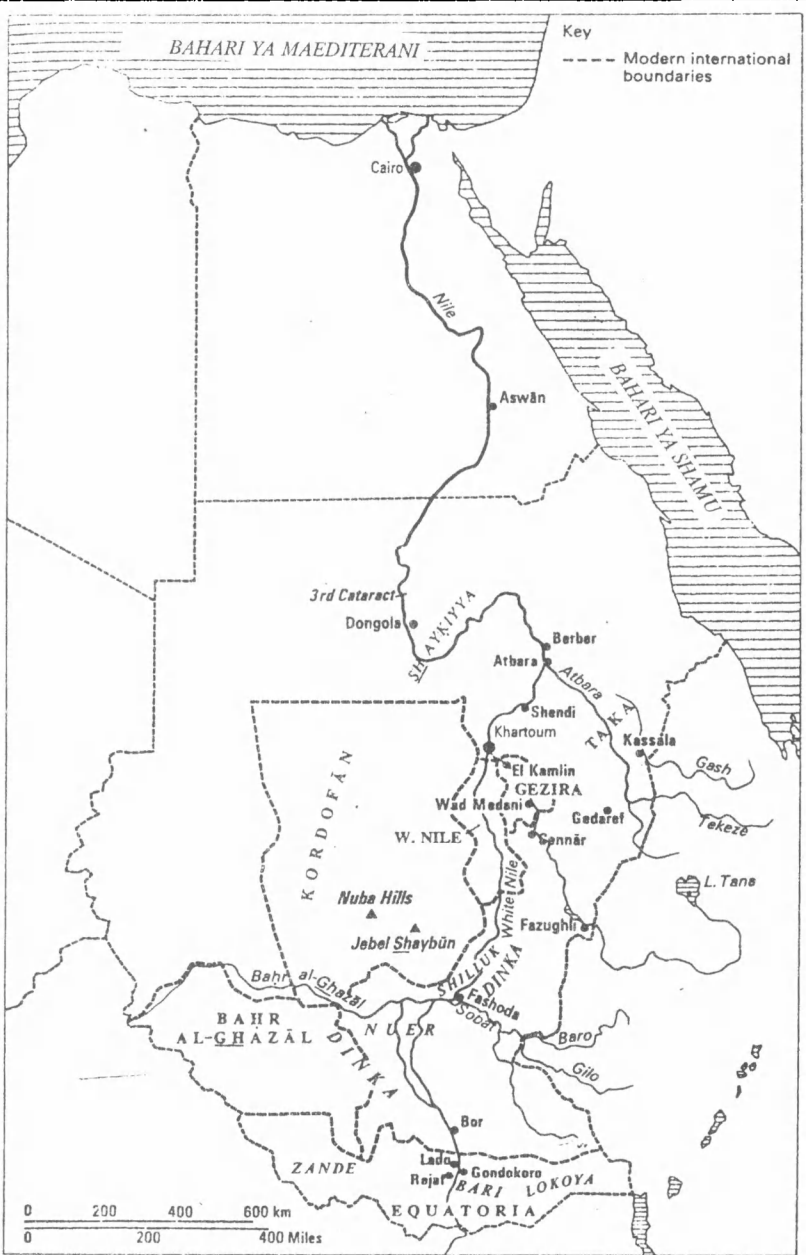 BAHARI YA MAEDITERANI
Key
Modern international
boundaries
Cairo
Nile
Aswān
BAHARI YA SHAMU
3rd Cataract
Dongola
SHAYKIYYA
Berber
Atbara
Atbara
Shendi
TAKA
Khartoum
Kassala
El Kamlin
Gash
GEZIRA
Wad Medani
Gedaref
Tekeze
Sennār
KORDOFĀN
W. NILE
White Nile
L. Tana
Nuba Hills
Jebel Shaybūn
Fazughli
SHILLUK
DINKA
Bahr al-Ghazāl
Fashoda
Sobat
BAHR
AL-GHAZĀL
NUER
DINKA
Baro
Gilo
Bor
Lado
ZANDE
Rejaf
Gondokoro
BARI LOKOYA
EQUATORIA
0 200 400 600 km
0 200 400 Miles